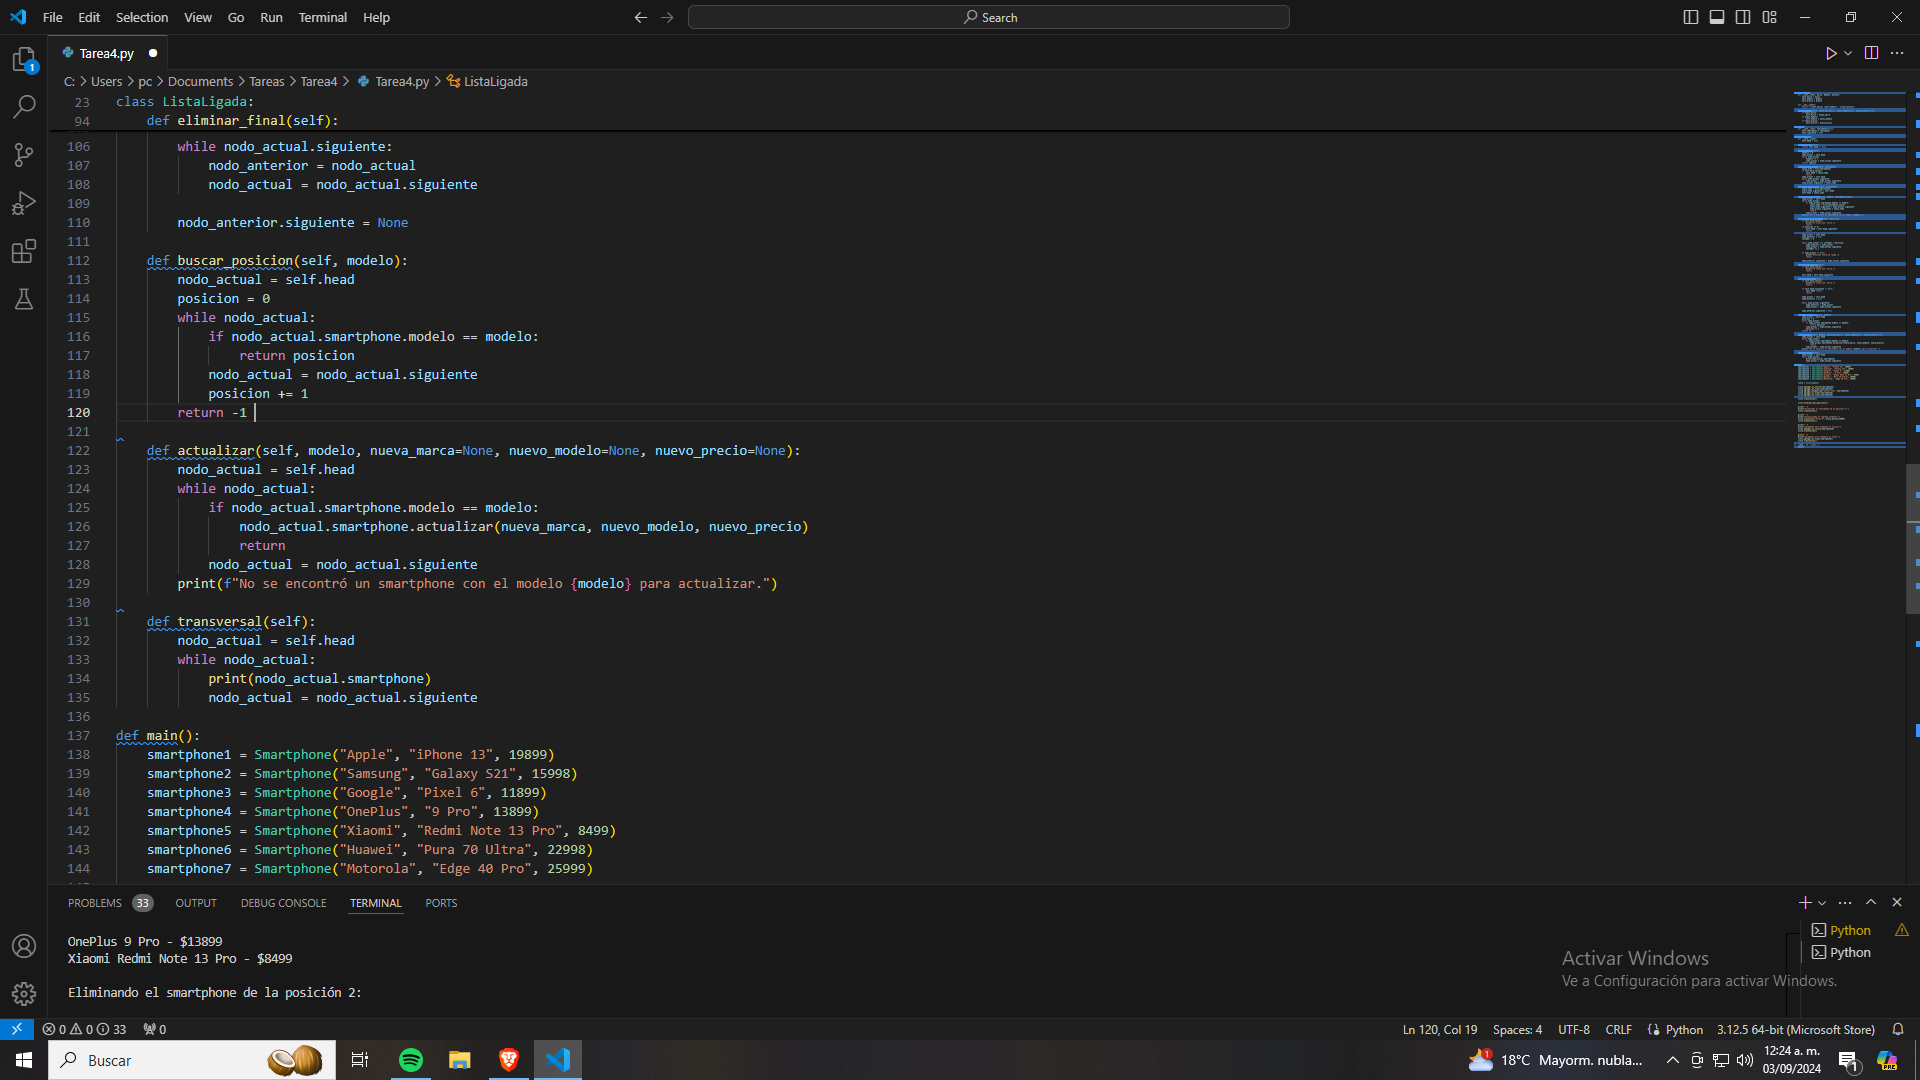 File Edit Selection View Go Run Terminal Help
Search
Tarea4.py
1
C: > Users > pc > Documents > Tareas > Tarea4 > Tarea4.py > ListaLigada
23 class ListaLigada:
94 def eliminar_final(self):
106 while nodo_actual.siguiente:
107 nodo_anterior = nodo_actual
108 nodo_actual = nodo_actual.siguiente
109
110 nodo_anterior.siguiente = None
111
112 def buscar_posicion(self, modelo):
113 nodo_actual = self.head
114 posicion = 0
115 while nodo_actual:
116 if nodo_actual.smartphone.modelo == modelo:
117 return posicion
118 nodo_actual = nodo_actual.siguiente
119 posicion += 1
120 return -1
121
122 def actualizar(self, modelo, nueva_marca=None, nuevo_modelo=None, nuevo_precio=None):
123 nodo_actual = self.head
124 while nodo_actual:
125 if nodo_actual.smartphone.modelo == modelo:
126 nodo_actual.smartphone.actualizar(nueva_marca, nuevo_modelo, nuevo_precio)
127 return
128 nodo_actual = nodo_actual.siguiente
129 print(f"No se encontró un smartphone con el modelo {modelo} para actualizar.")
130
131 def transversal(self):
132 nodo_actual = self.head
133 while nodo_actual:
134 print(nodo_actual.smartphone)
135 nodo_actual = nodo_actual.siguiente
136
137 def main():
138 smartphone1 = Smartphone("Apple", "iPhone 13", 19899)
139 smartphone2 = Smartphone("Samsung", "Galaxy S21", 15998)
140 smartphone3 = Smartphone("Google", "Pixel 6", 11899)
141 smartphone4 = Smartphone("OnePlus", "9 Pro", 13899)
142 smartphone5 = Smartphone("Xiaomi", "Redmi Note 13 Pro", 8499)
143 smartphone6 = Smartphone("Huawei", "Pura 70 Ultra", 22998)
144 smartphone7 = Smartphone("Motorola", "Edge 40 Pro", 25999)
PROBLEMS 33 OUTPUT DEBUG CONSOLE TERMINAL PORTS
OnePlus 9 Pro - $13899
Xiaomi Redmi Note 13 Pro - $8499
Eliminando el smartphone de la posición 2:
Python
Python
Activar Windows
Ve a Configuración para activar Windows.
0 0 33 0 Ln 120, Col 19 Spaces: 4 UTF-8 CRLF Python 3.12.5 64-bit (Microsoft Store)
Buscar
1 18°C Mayorm. nubla... 12:24 a. m. 1 PRE
03/09/2024